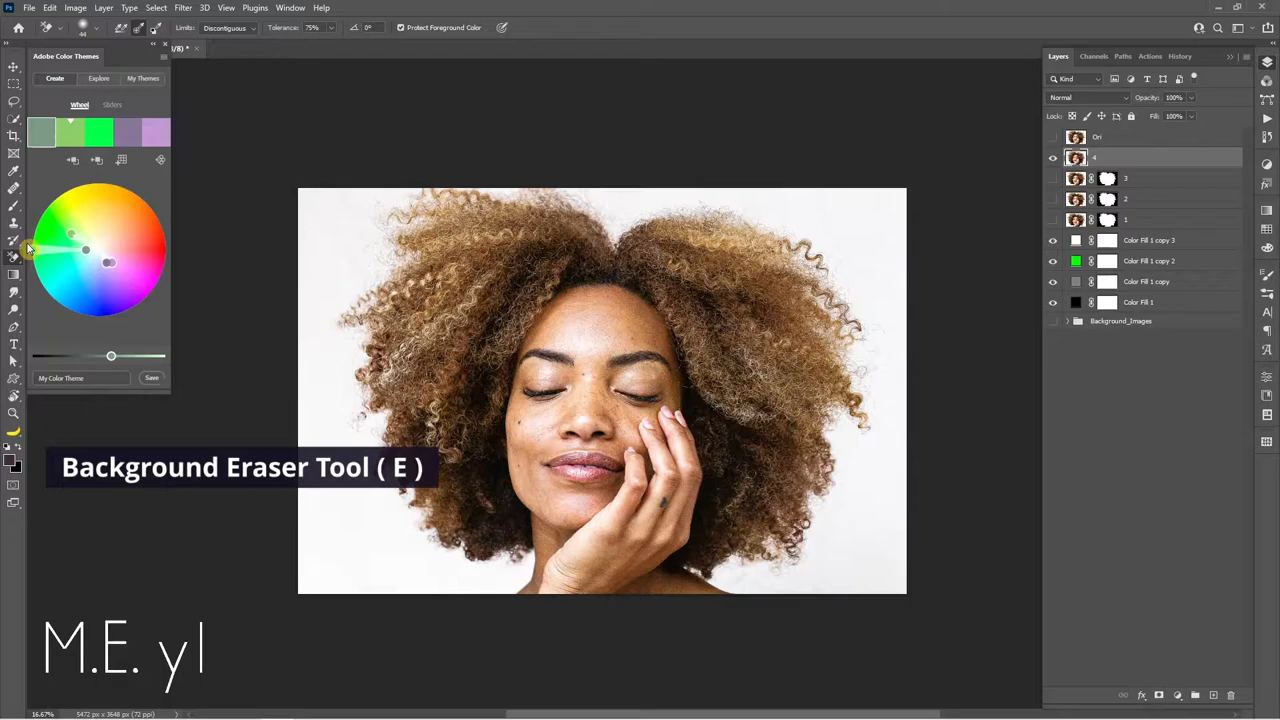 File Edit Image Layer Type Select Filter 3D View Plugins Window Help
44 Limits: Discontiguous Tolerance: 75% 0° Protect Foreground Color
/8) * ×
Adobe Color Themes
Create Explore My Themes
Wheel Sliders
My Color Theme Save
Background Eraser Tool ( E )
M.E. yl
16.67% 5472 px x 3648 px (72 ppi)
Layers Channels Paths Actions History
Kind
Normal Opacity: 100%
Lock: Fill: 100%
Ori
4
3
2
1
Color Fill 1 copy 3
Color Fill 1 copy 2
Color Fill 1 copy
Color Fill 1
Background_Images